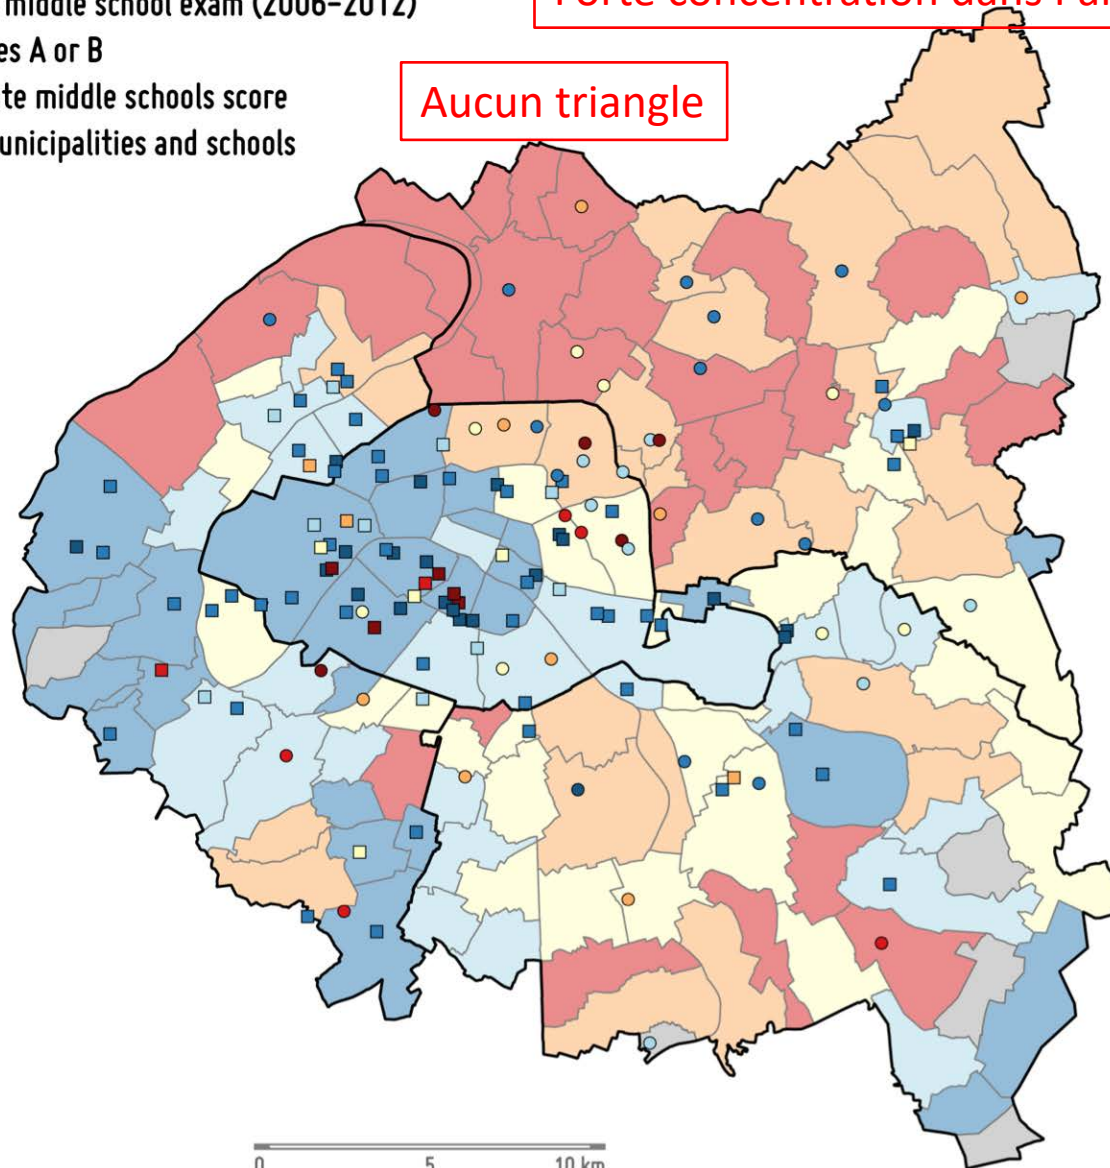 middle school exam (2006–2012)
es A or B
te middle schools score
unicipalities and schools
Forte concentration dans l'a
Aucun triangle
0 5 10 km